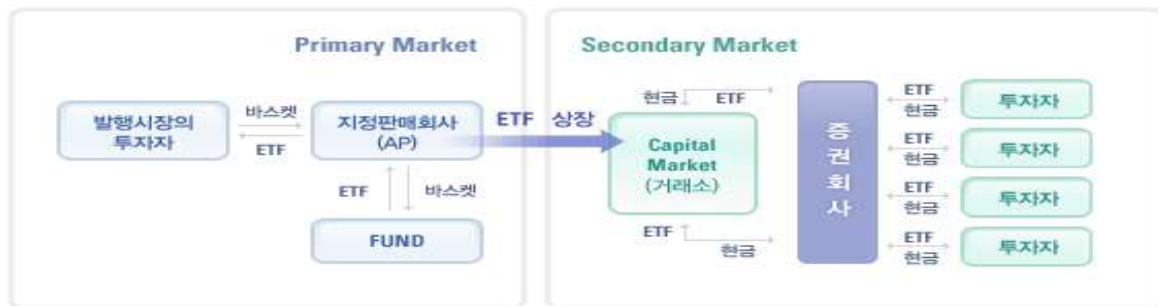 Primary Market
Secondary Market
발행시장의
투자자
바스켓
ETF
지정판매회사
(AP)
ETF
바스켓
FUND
ETF 상장
현금
ETF
Capital
Market
(거래소)
ETF
현금
증
권
회
사
ETF
현금
투자자
ETF
현금
투자자
ETF
현금
투자자
ETF
현금
투자자